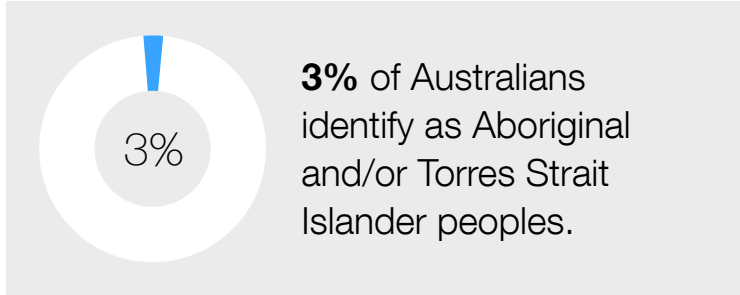 3%
3% of Australians
identify as Aboriginal
and/or Torres Strait
Islander peoples.